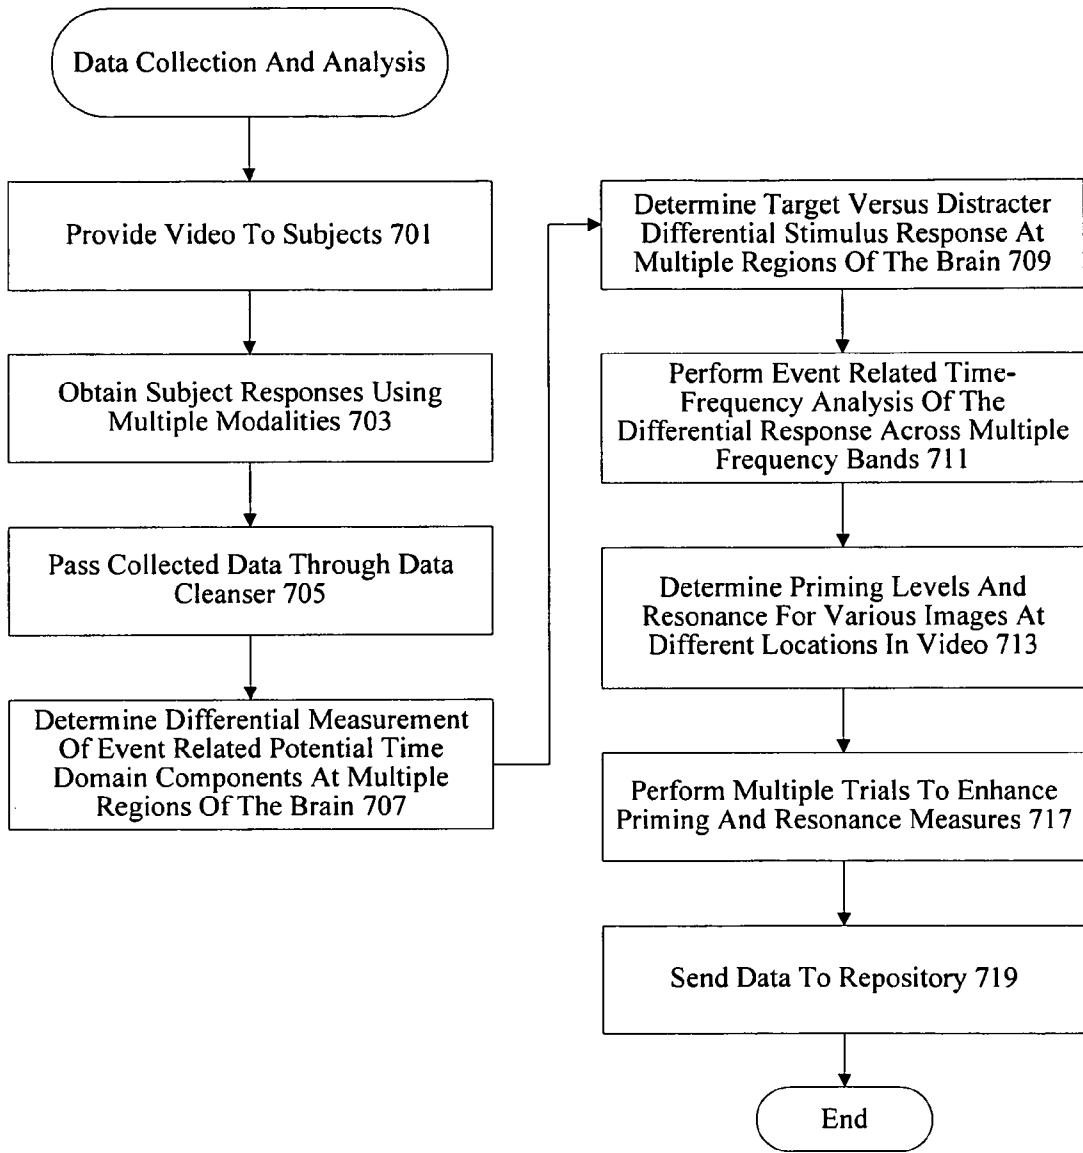 Data Collection And Analysis
Provide Video To Subjects 701
Obtain Subject Responses Using
Multiple Modalities 703
Pass Collected Data Through Data
Cleanser 705
Determine Differential Measurement
Of Event Related Potential Time
Domain Components At Multiple
Regions Of The Brain 707
Determine Target Versus Distracter
Differential Stimulus Response At
Multiple Regions Of The Brain 709
Perform Event Related Time-
Frequency Analysis Of The
Differential Response Across Multiple
Frequency Bands 711
Determine Priming Levels And
Resonance For Various Images At
Different Locations In Video 713
Perform Multiple Trials To Enhance
Priming And Resonance Measures 717
Send Data To Repository 719
End